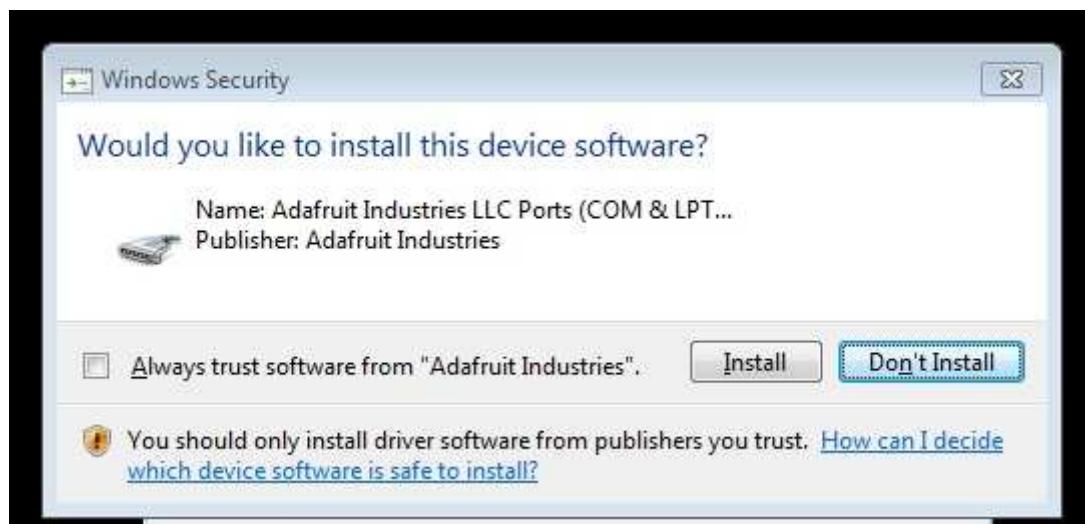 Windows Security
Would you like to install this device software?
Name: Adafruit Industries LLC Ports (COM & LPT...
Publisher: Adafruit Industries
Always trust software from "Adafruit Industries".
Install
Don't Install
You should only install driver software from publishers you trust. How can I decide
which device software is safe to install?